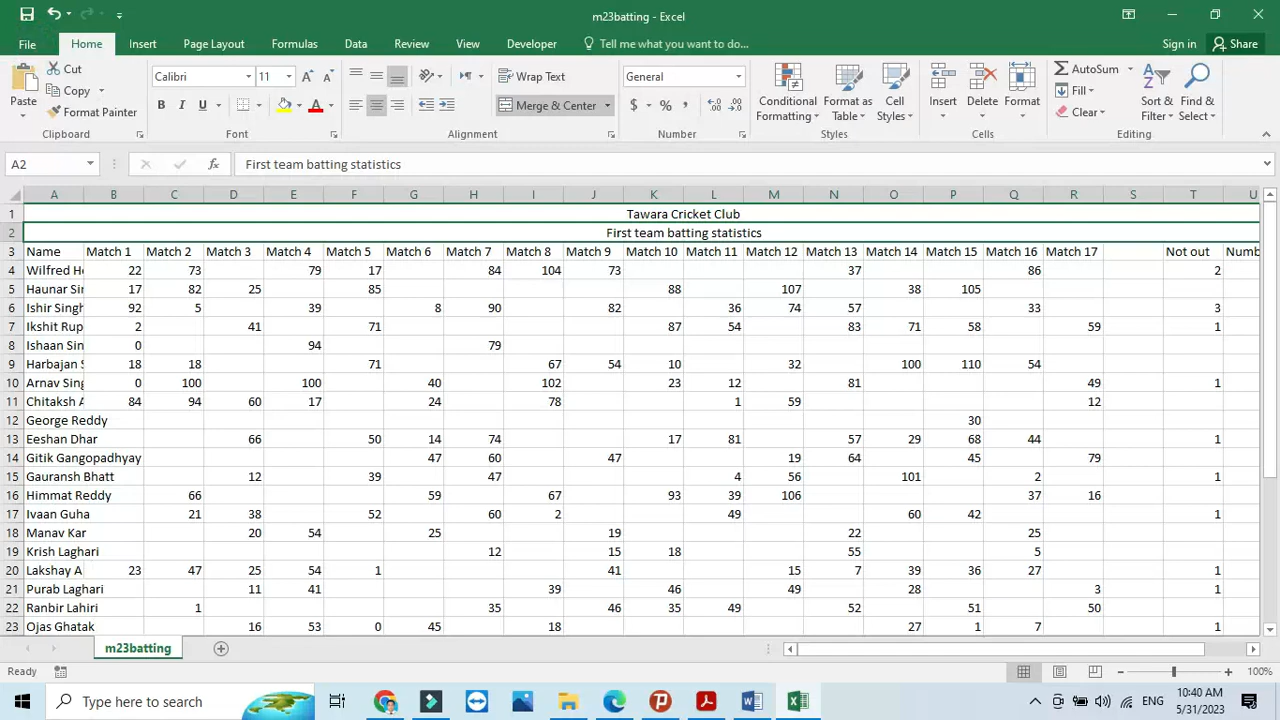 m23batting - Excel
File Home Insert Page Layout Formulas Data Review View Developer Tell me what you want to do... Sign in Share
Paste Cut Copy Format Painter Clipboard
Calibri 11 B I U A Font
Wrap Text Merge & Center Alignment
General $ % , Number
Conditional Formatting Format as Table Cell Styles Styles
Insert Delete Format Cells
AutoSum Fill Clear Sort & Filter Find & Select Editing
A2 fx First team batting statistics
A B C D E F G H I J K L M N O P Q R S T U
1 Tawara Cricket Club
2 First team batting statistics
3 Name Match 1 Match 2 Match 3 Match 4 Match 5 Match 6 Match 7 Match 8 Match 9 Match 10 Match 11 Match 12 Match 13 Match 14 Match 15 Match 16 Match 17 Not out Numb
4 Wilfred He 22 73 79 17 84 104 73 37 86 2
5 Haunar Sin 17 82 25 85 88 107 38 105
6 Ishir Singh 92 5 39 8 90 82 36 74 57 33 3
7 Ikshit Rup 2 41 71 87 54 83 71 58 59 1
8 Ishaan Sin 0 94 79
9 Harbajan S 18 18 71 67 54 10 32 100 110 54
10 Arnav Sing 0 100 100 40 102 23 12 81 49 1
11 Chitaksh A 84 94 60 17 24 78 1 59 12
12 George Reddy 30
13 Eeshan Dhar 66 50 14 74 17 81 57 29 68 44 1
14 Gitik Gangopadhyay 47 60 47 19 64 45 79
15 Gauransh Bhatt 12 39 47 4 56 101 2 1
16 Himmat Reddy 66 59 67 93 39 106 37 16
17 Ivaan Guha 21 38 52 60 2 49 60 42 1
18 Manav Kar 20 54 25 19 22 25
19 Krish Laghari 12 15 18 55 5
20 Lakshay A 23 47 25 54 1 41 15 7 39 36 27 1
21 Purab Laghari 11 41 39 46 49 28 3 1
22 Ranbir Lahiri 1 35 46 35 49 52 51 50
23 Ojas Ghatak 16 53 0 45 18 27 1 7 1
m23batting
Ready 100%
Type here to search ENG 10:40 AM
5/31/2023